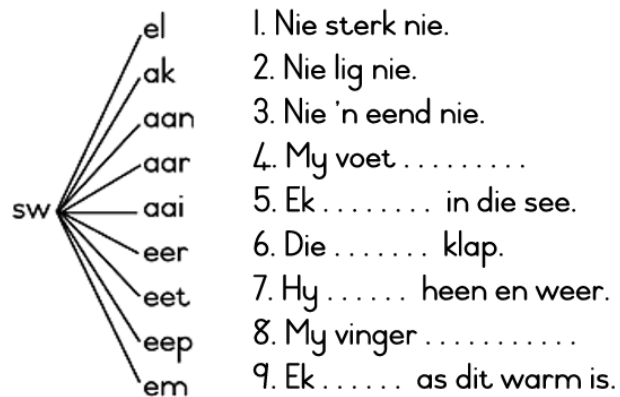 sw
el
ak
aan
aar
aai
eer
eet
eep
em
1. Nie sterk nie.
2. Nie lig nie.
3. Nie 'n eend nie.
4. My voet . . . . . . . . .
5. Ek . . . . . . . . in die see.
6. Die . . . . . . . klap.
7. Hy . . . . . . heen en weer.
8. My vinger . . . . . . . . . . .
9. Ek . . . . . . as dit warm is.